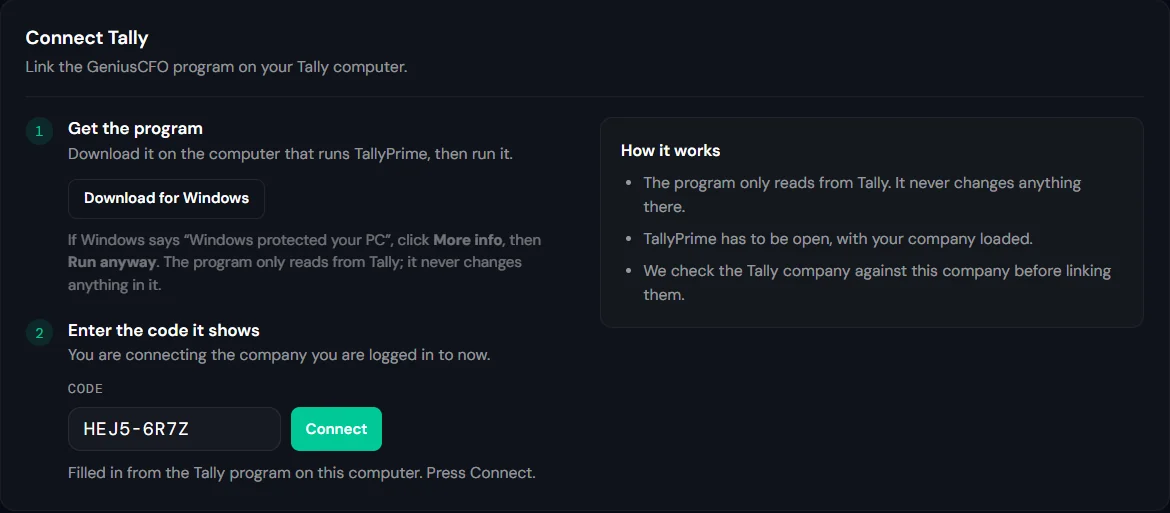 Connect Tally
Link the GeniusCFO program on your Tally computer.
1
Get the program
Download it on the computer that runs TallyPrime, then run it.
Download for Windows
If Windows says “Windows protected your PC”, click More info, then
Run anyway. The program only reads from Tally; it never changes
anything in it.
2
Enter the code it shows
You are connecting the company you are logged in to now.
CODE
HEJ5-6R7Z
Connect
Filled in from the Tally program on this computer. Press Connect.
How it works
• The program only reads from Tally. It never changes anything
there.
• TallyPrime has to be open, with your company loaded.
• We check the Tally company against this company before linking
them.